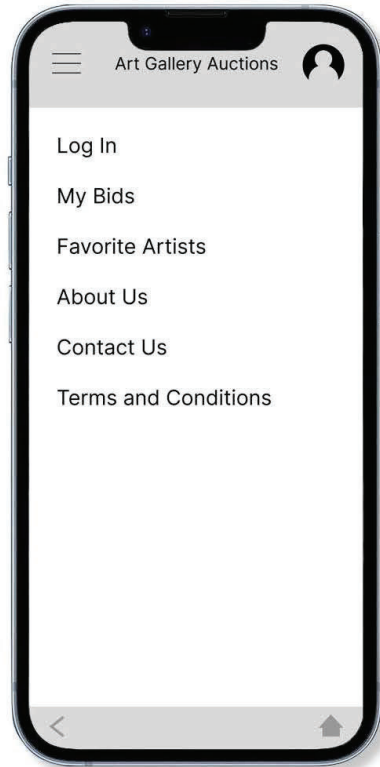 Art Gallery Auctions
Log In
My Bids
Favorite Artists
About Us
Contact Us
Terms and Conditions